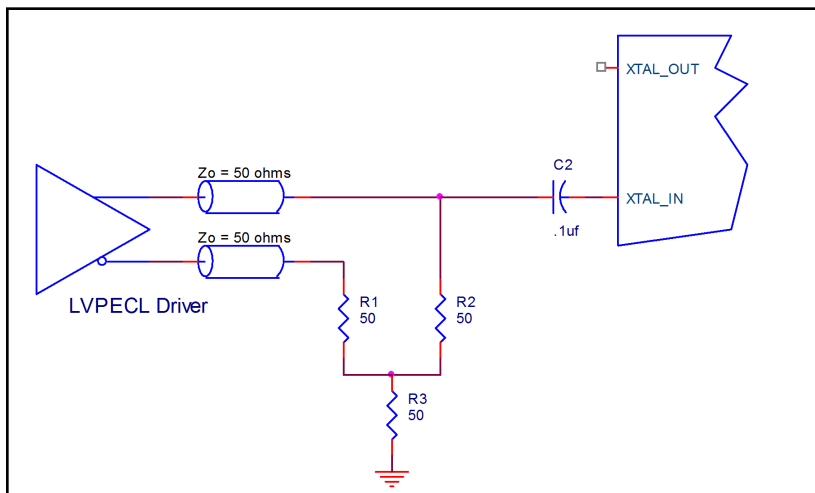 XTAL_OUT
Zo = 50 ohms
C2
XTAL_IN
.1uf
Zo = 50 ohms
LVPECL Driver
R1
50
R2
50
R3
50